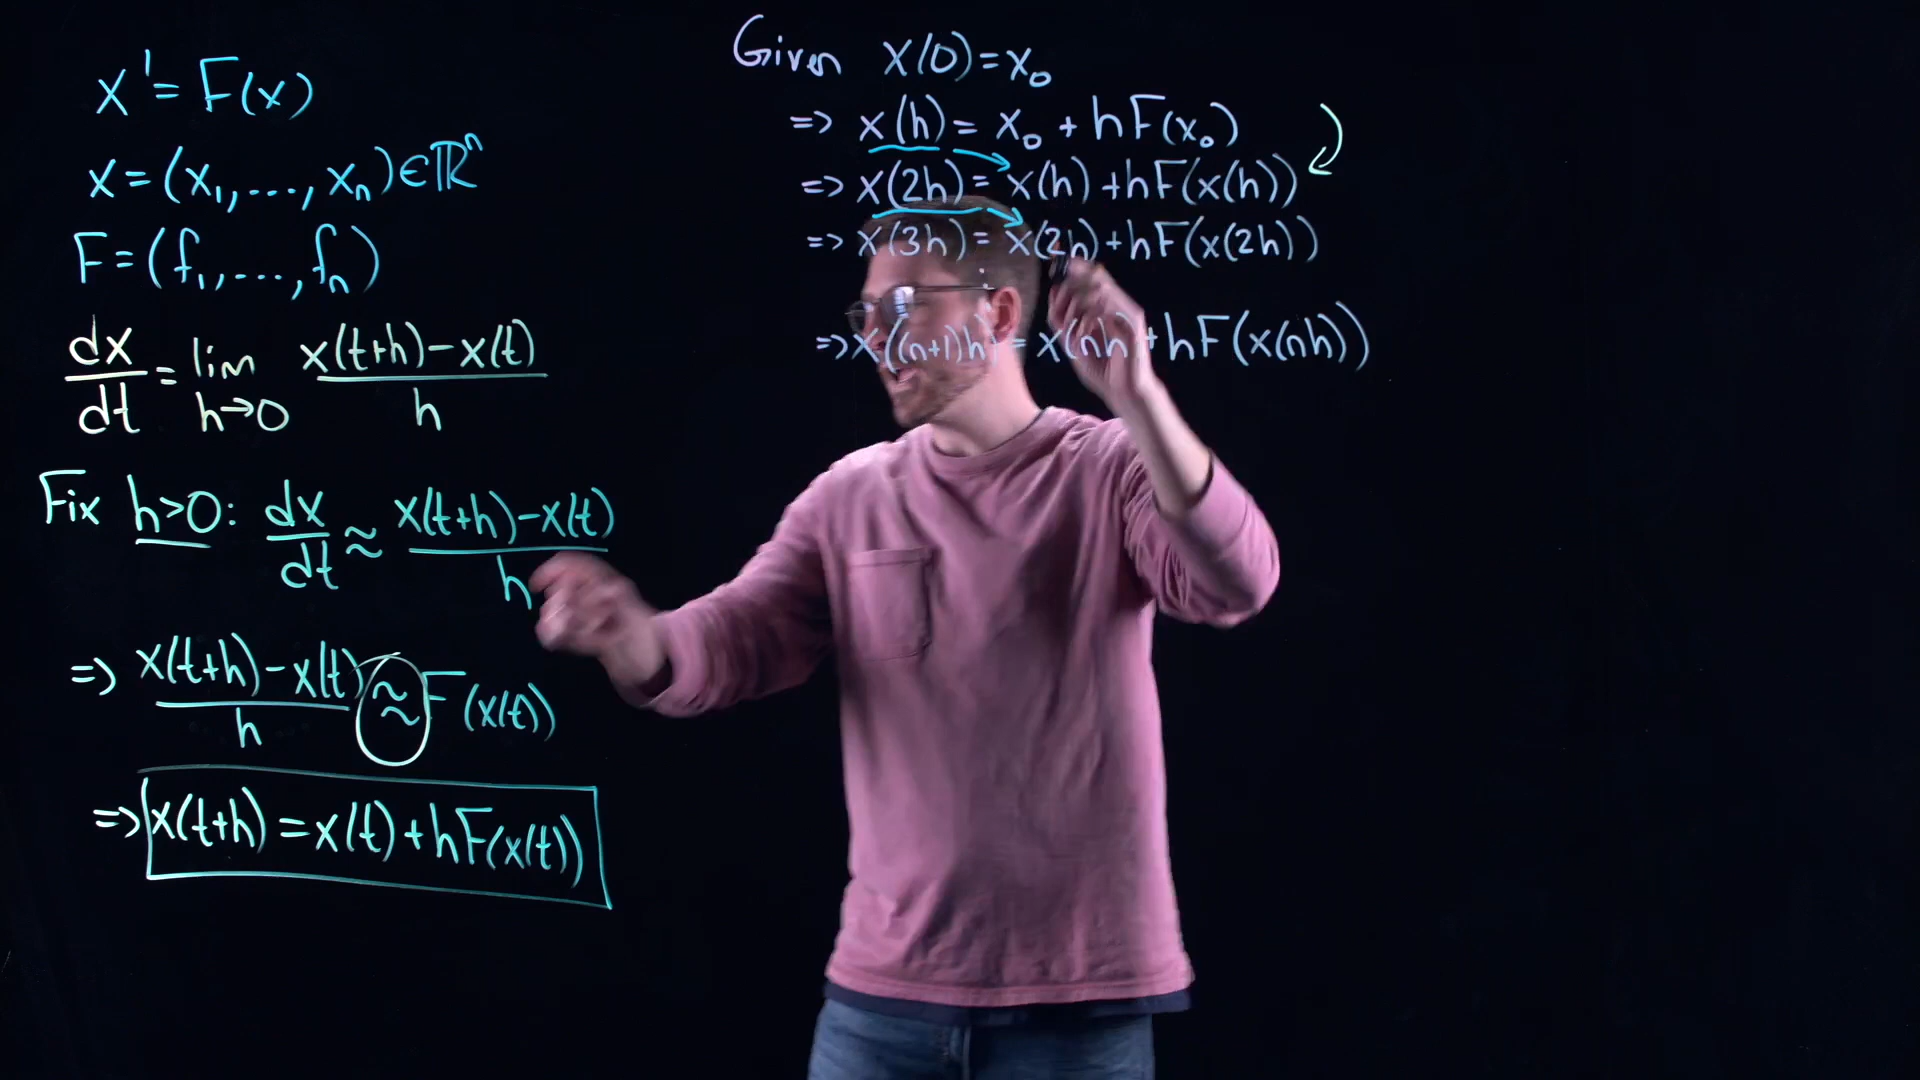 x' = F(x)
x = (x₁, ..., xₙ) ∈ ℝⁿ
F = (f₁, ..., fₙ)
dx/dt = lim h→0 (x(t+h) - x(t))/h
Fix h>0: dx/dt ≈ (x(t+h) - x(t))/h
=> (x(t+h) - x(t))/h ≈ F(x(t))
=> x(t+h) = x(t) + hF(x(t))
Given x(0) = x₀
=> x(h) = x₀ + hF(x₀)
=> x(2h) = x(h) + hF(x(h))
=> x(3h) = x(2h) + hF(x(2h))
⋮
=> x((n+1)h) = x(nh) + hF(x(nh))